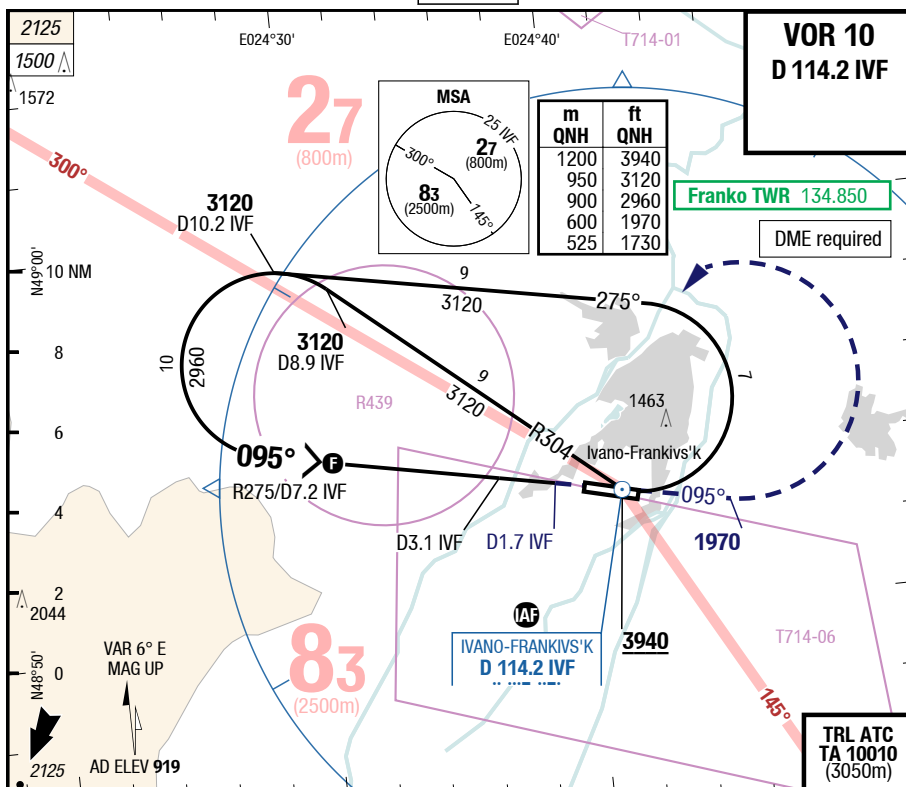 2125
1500
1572
E024°30'
E024°40'
T714-01
VOR 10
D 114.2 IVF
27
(800m)
MSA
25 IVF
300°
27
(800m)
83
(2500m)
145°
m ft
QNH QNH
1200 3940
950 3120
900 2960
600 1970
525 1730
Franko TWR 134.850
DME required
300°
3120
D10.2 IVF
N49°00'
10 NM
9
3120
275°
3120
D8.9 IVF
8
10
2960
9
3120
7
R439
1463
R304
Ivano-Frankivs'k
6
095°
F
R275/D7.2 IVF
4
D3.1 IVF
D1.7 IVF
095°
1970
2
2044
IAF
3940
T714-06
VAR 6° E
MAG UP
83
(2500m)
IVANO-FRANKIVS'K
D 114.2 IVF
0
N48°50'
145°
TRL ATC
TA 10010
(3050m)
2125
AD ELEV 919